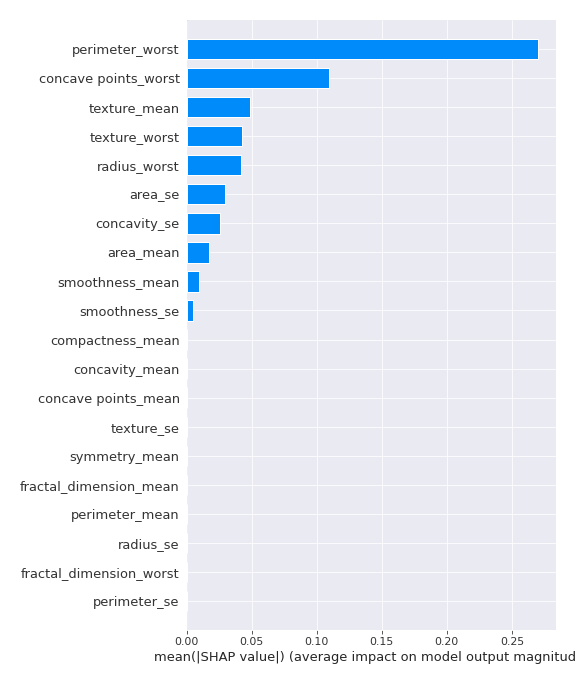 perimeter_worst
concave points_worst
texture_mean
texture_worst
radius_worst
area_se
concavity_se
area_mean
smoothness_mean
smoothness_se
compactness_mean
concavity_mean
concave points_mean
texture_se
symmetry_mean
fractal_dimension_mean
perimeter_mean
radius_se
fractal_dimension_worst
perimeter_se
0.00 0.05 0.10 0.15 0.20 0.25
mean(|SHAP value|) (average impact on model output magnitud